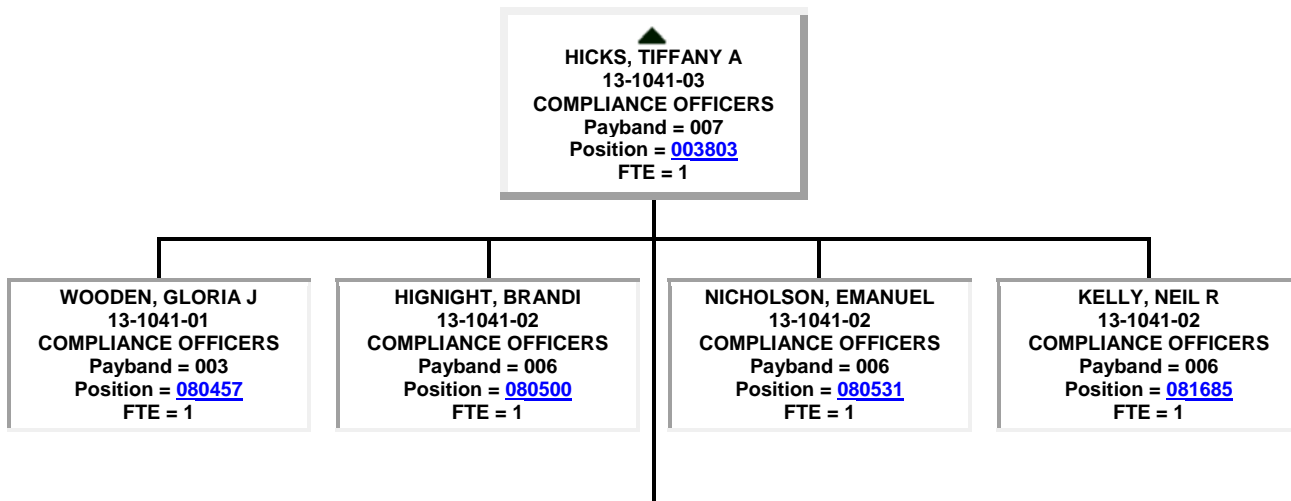 HICKS, TIFFANY A
13-1041-03
COMPLIANCE OFFICERS
Payband = 007
Position = 003803
FTE = 1
WOODEN, GLORIA J
13-1041-01
COMPLIANCE OFFICERS
Payband = 003
Position = 080457
FTE = 1
HIGNIGHT, BRANDI
13-1041-02
COMPLIANCE OFFICERS
Payband = 006
Position = 080500
FTE = 1
NICHOLSON, EMANUEL
13-1041-02
COMPLIANCE OFFICERS
Payband = 006
Position = 080531
FTE = 1
KELLY, NEIL R
13-1041-02
COMPLIANCE OFFICERS
Payband = 006
Position = 081685
FTE = 1